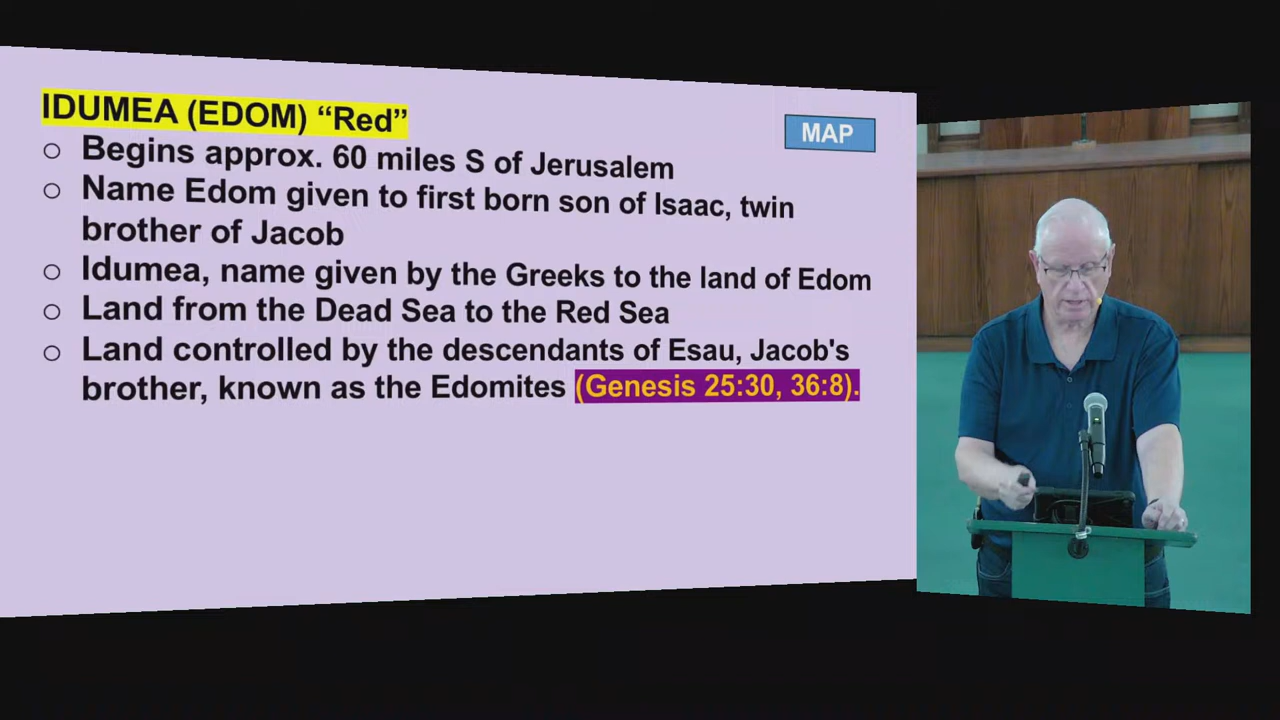 IDUMEA (EDOM) “Red”
MAP
○ Begins approx. 60 miles S of Jerusalem
○ Name Edom given to first born son of Isaac, twin
brother of Jacob
○ Idumea, name given by the Greeks to the land of Edom
○ Land from the Dead Sea to the Red Sea
○ Land controlled by the descendants of Esau, Jacob's
brother, known as the Edomites (Genesis 25:30, 36:8).